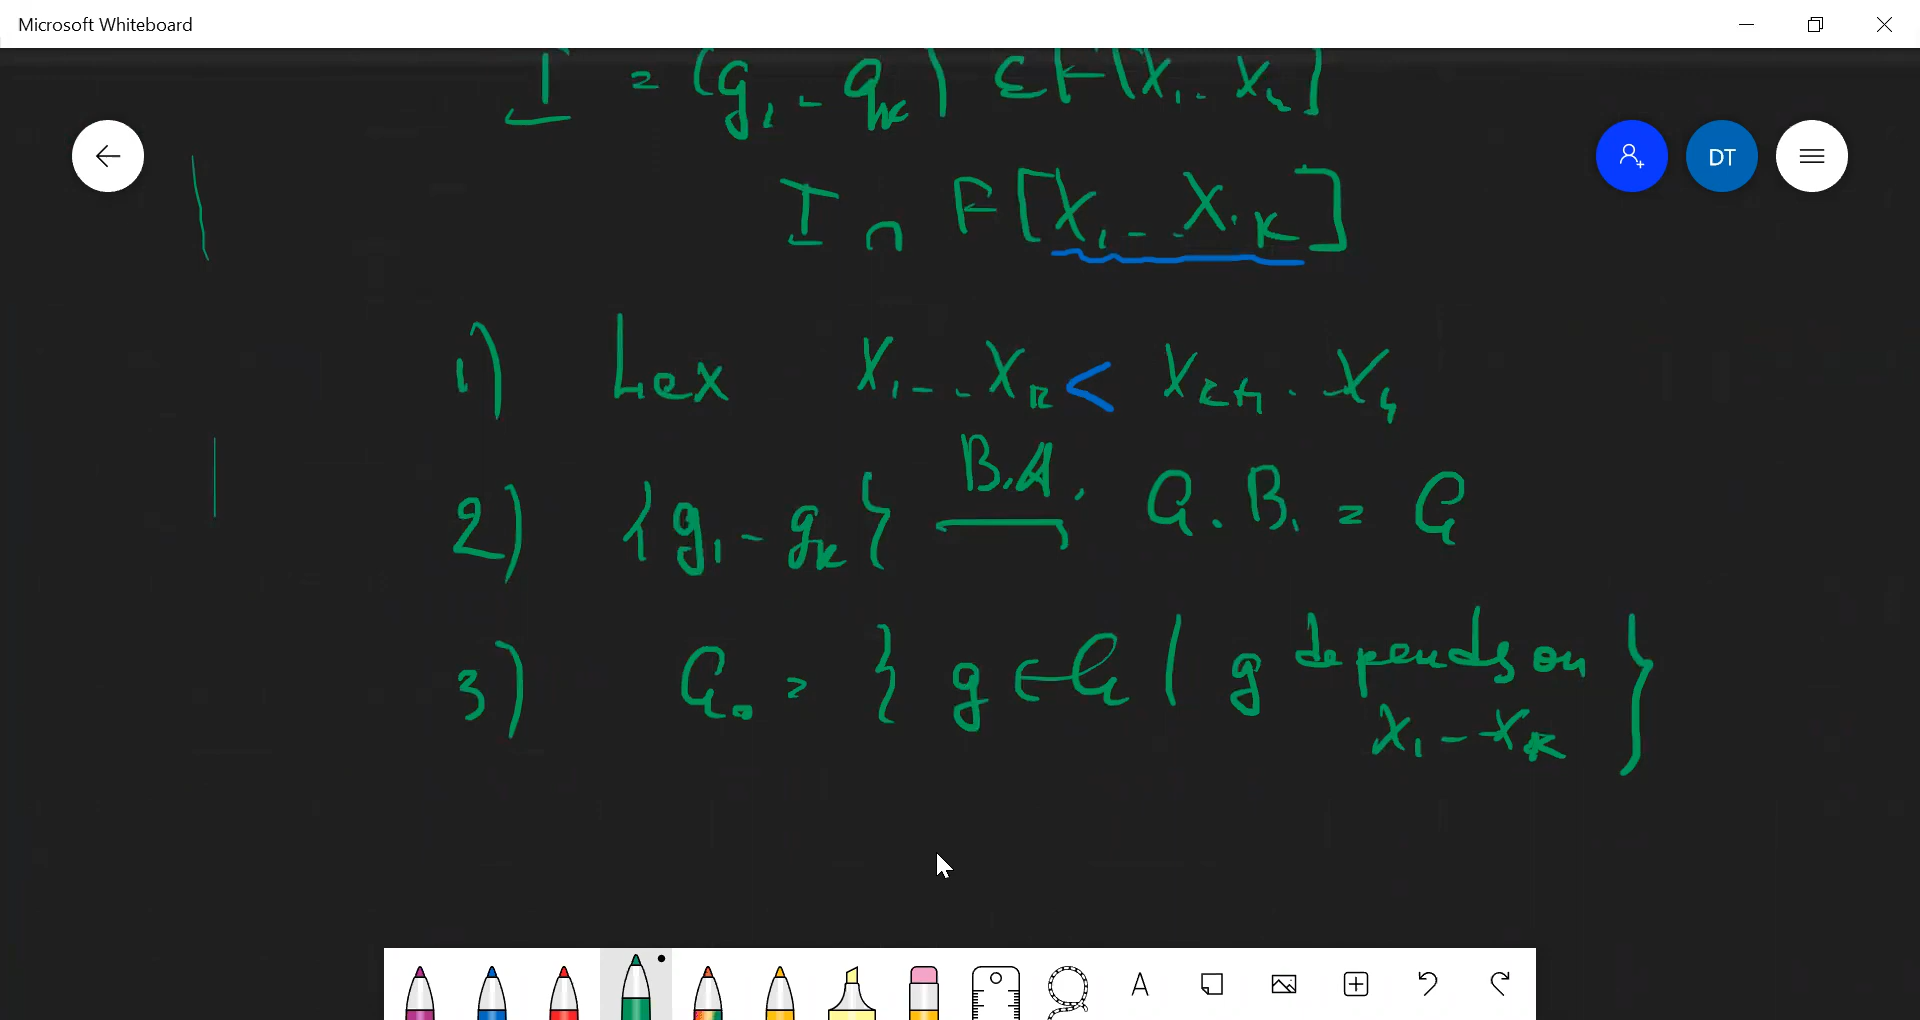 Microsoft Whiteboard
I = (g₁ - gₖ) ∈ F[X₁ .. Xₙ]
DT
I ∩ F[X₁ - . X.ₖ]
1) Lex X₁ - . Xₖ < Xₖ₊₁ . Xₙ
2) {g₁ - gₖ} B.A. G.B. = G
3) G₀ = { g ∈ G | g depends on
X₁ - Xₖ }
A